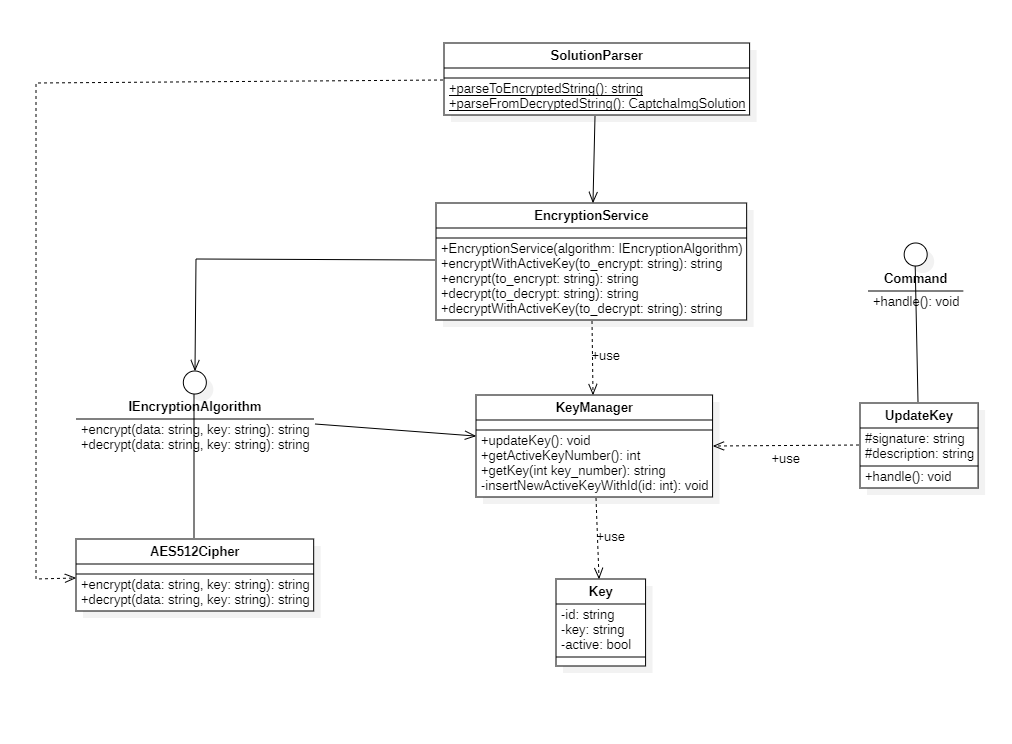 SolutionParser
+parseToEncryptedString(): string
+parseFromDecryptedString(): CaptchaImgSolution
EncryptionService
+EncryptionService(algorithm: IEncryptionAlgorithm)
+encryptWithActiveKey(to_encrypt: string): string
+encrypt(to_encrypt: string): string
+decrypt(to_decrypt: string): string
+decryptWithActiveKey(to_decrypt: string): string
Command
+handle(): void
+use
IEncryptionAlgorithm
+encrypt(data: string, key: string): string
+decrypt(data: string, key: string): string
KeyManager
+updateKey(): void
+getActiveKeyNumber(): int
+getKey(int key_number): string
-insertNewActiveKeyWithId(id: int): void
+use
UpdateKey
#signature: string
#description: string
+handle(): void
+use
AES512Cipher
+encrypt(data: string, key: string): string
+decrypt(data: string, key: string): string
Key
-id: string
-key: string
-active: bool